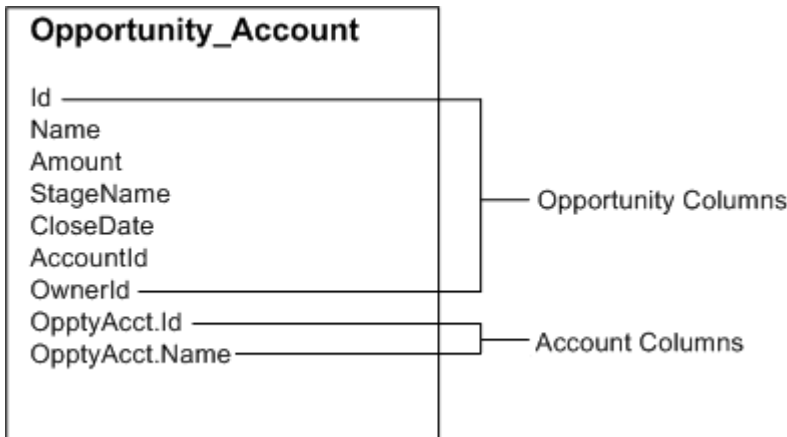 Opportunity_Account
Id
Name
Amount
StageName
CloseDate
AccountId
OwnerId
OpptyAcct.Id
OpptyAcct.Name
Opportunity Columns
Account Columns